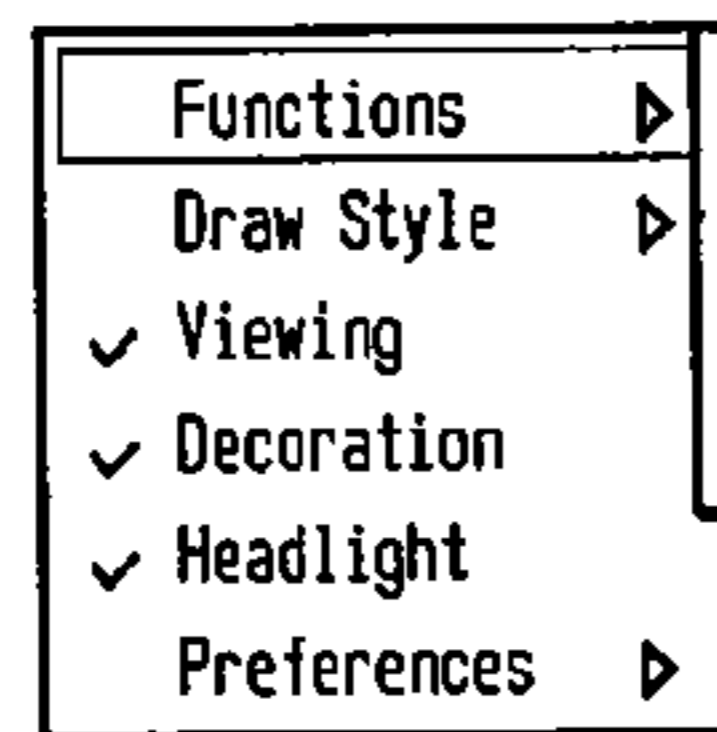 Functions
Draw Style
Viewing
Decoration
Headlight
Preferences